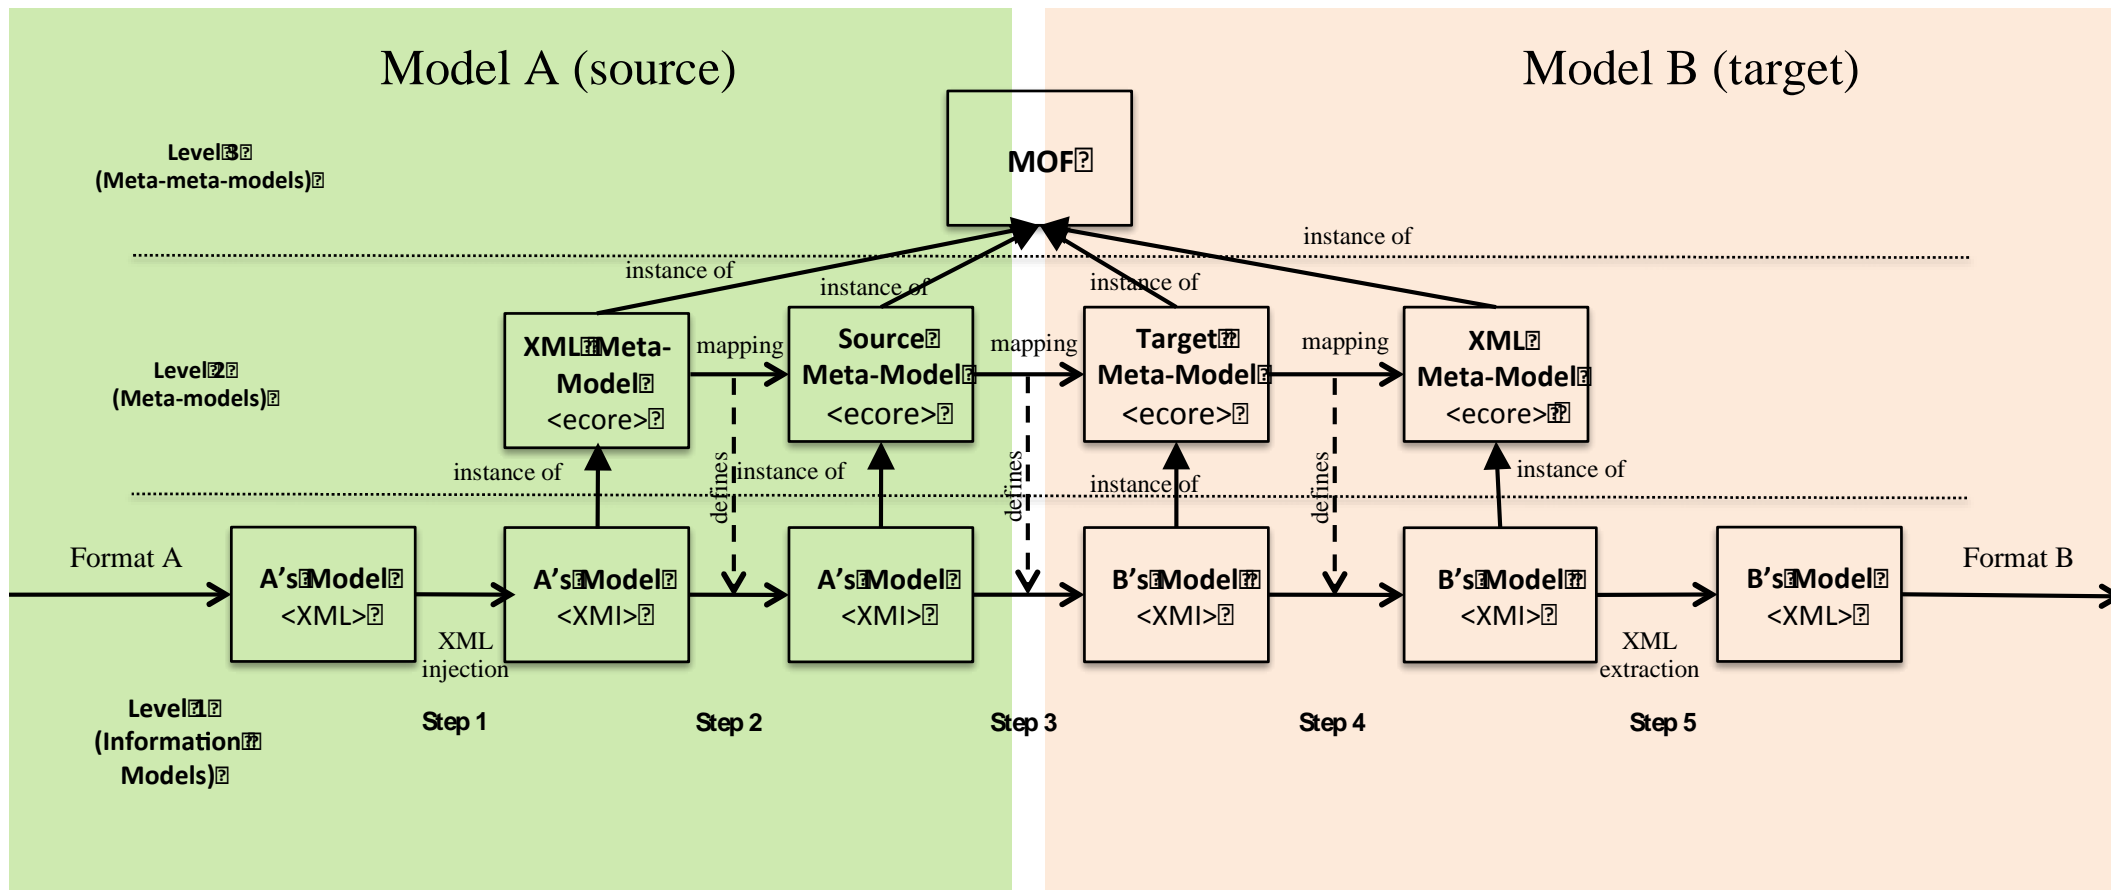 Model A (source)
Model B (target)
Level 3
(Meta-meta-models)
MOF
instance of
instance of
instance of
instance of
Level 2
(Meta-models)
XML Meta-
Model
<ecore>
mapping
Source
Meta-Model
<ecore>
mapping
Target
Meta-Model
<ecore>
mapping
XML
Meta-Model
<ecore>
instance of
defines
instance of
defines
instance of
defines
instance of
Format A
A's Model
<XML>
XML
injection
A's Model
<XMI>
A's Model
<XMI>
B's Model
<XMI>
B's Model
<XMI>
XML
extraction
B's Model
<XML>
Format B
Level 1
(Information
Models)
Step 1
Step 2
Step 3
Step 4
Step 5